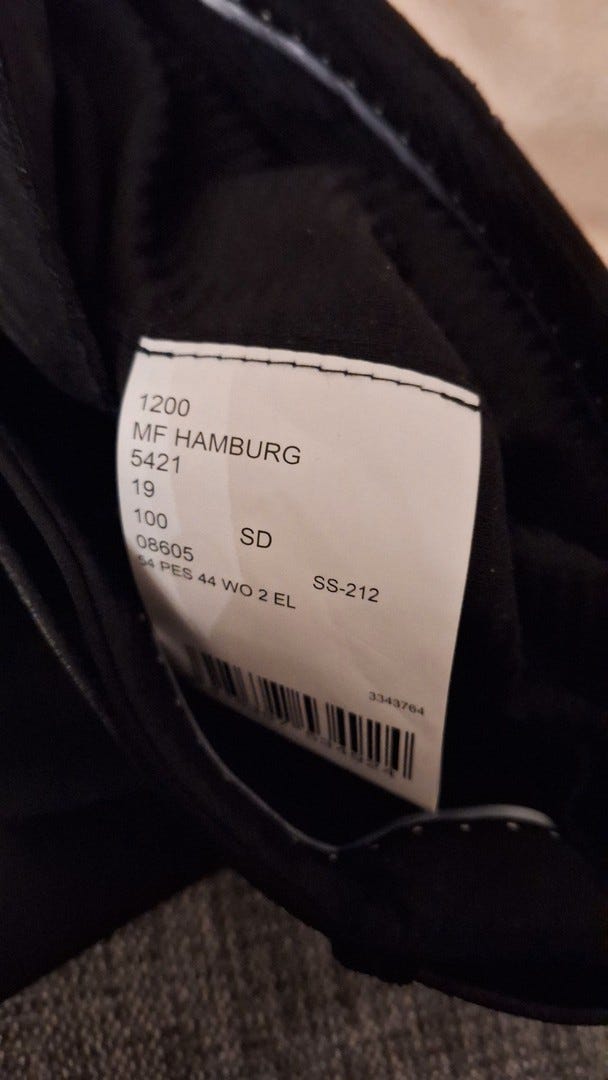 1200
MF HAMBURG
5421
19
100 SD
08605
54 PES 44 WO 2 EL
SS-212
3343764